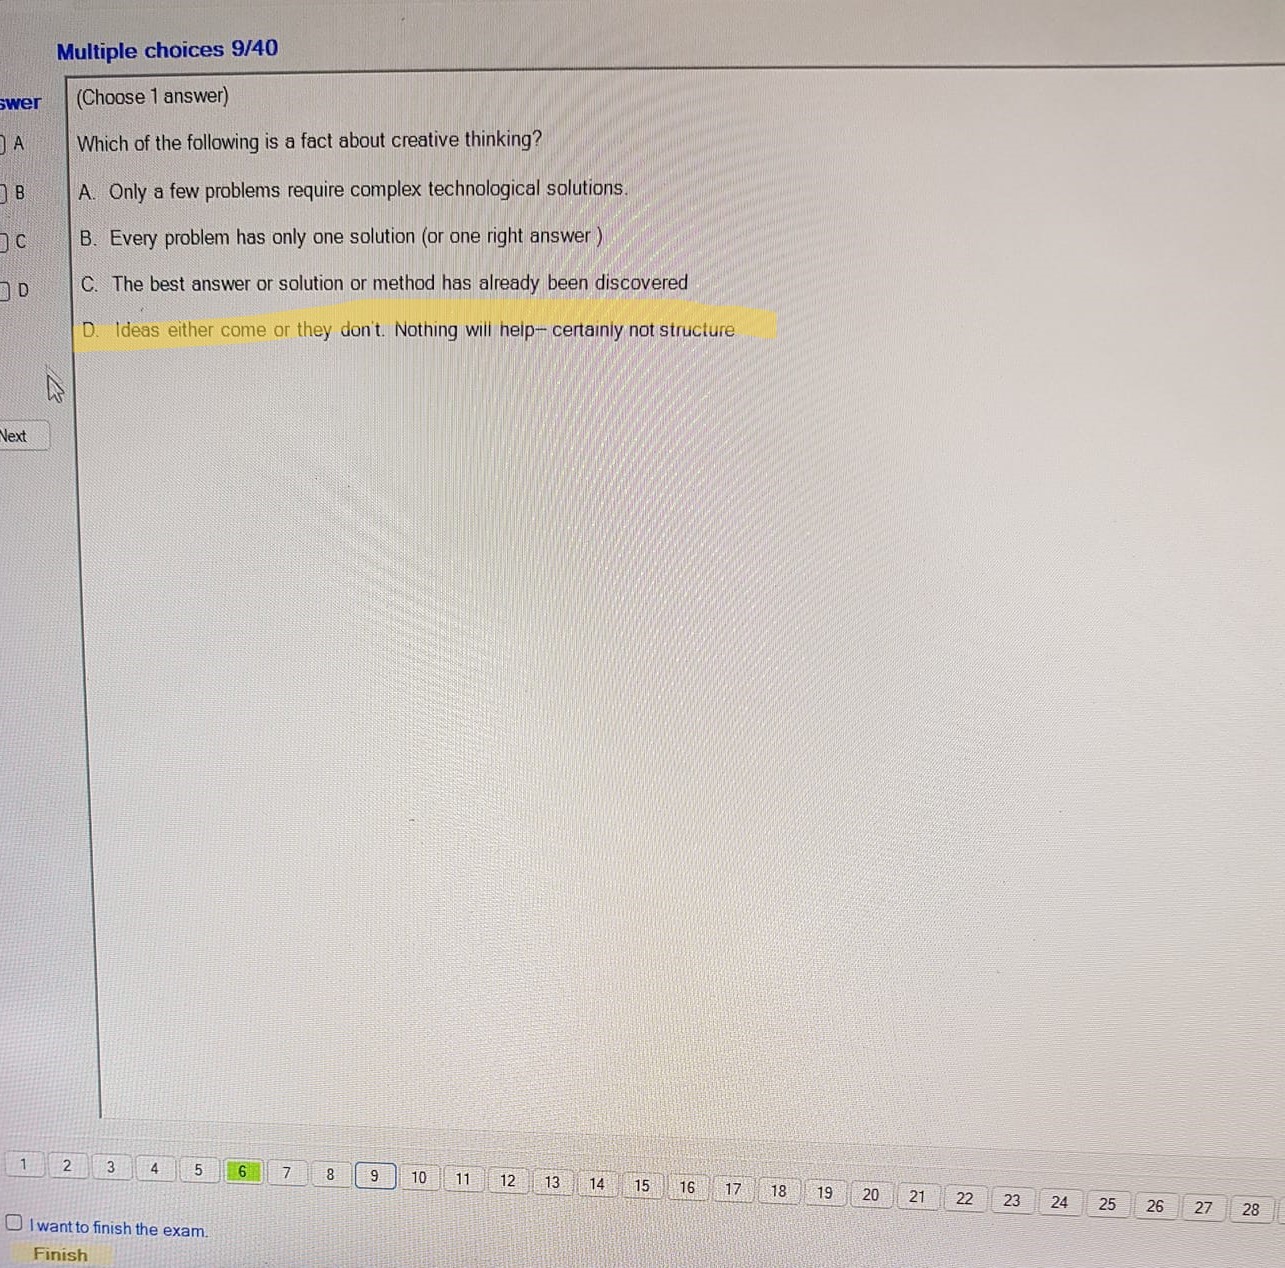 Multiple choices 9/40
swer
(Choose 1 answer)
A
Which of the following is a fact about creative thinking?
B
A. Only a few problems require complex technological solutions.
C
B. Every problem has only one solution (or one right answer )
D
C. The best answer or solution or method has already been discovered
D. Ideas either come or they don't. Nothing will help– certainly not structure
Next
1 2 3 4 5 6 7 8 9 10 11 12 13 14 15 16 17 18 19 20 21 22 23 24 25 26 27 28
I want to finish the exam.
Finish